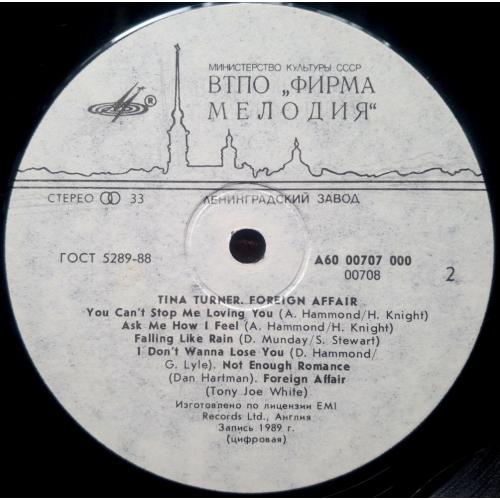 МИНИСТЕРСТВО КУЛЬТУРЫ СССР
ВТПО „ФИРМА
МЕЛОДИЯ“
®
СТЕРЕО 33
ЛЕНИНГРАДСКИЙ ЗАВОД
ГОСТ 5289-88
А60 00707 000
00708
2
TINA TURNER. FOREIGN AFFAIR
You Can't Stop Me Loving You (A. Hammond/H. Knight)
Ask Me How I Feel (A. Hammond/H. Knight)
Falling Like Rain (D. Munday/S. Stewart)
I Don't Wanna Lose You (D. Hammond/
G. Lyle). Not Enough Romance
(Dan Hartman). Foreign Affair
(Tony Joe White)
Изготовлено по лицензии EMI
Records Ltd., Англия
Запись 1989 г.
(цифровая)